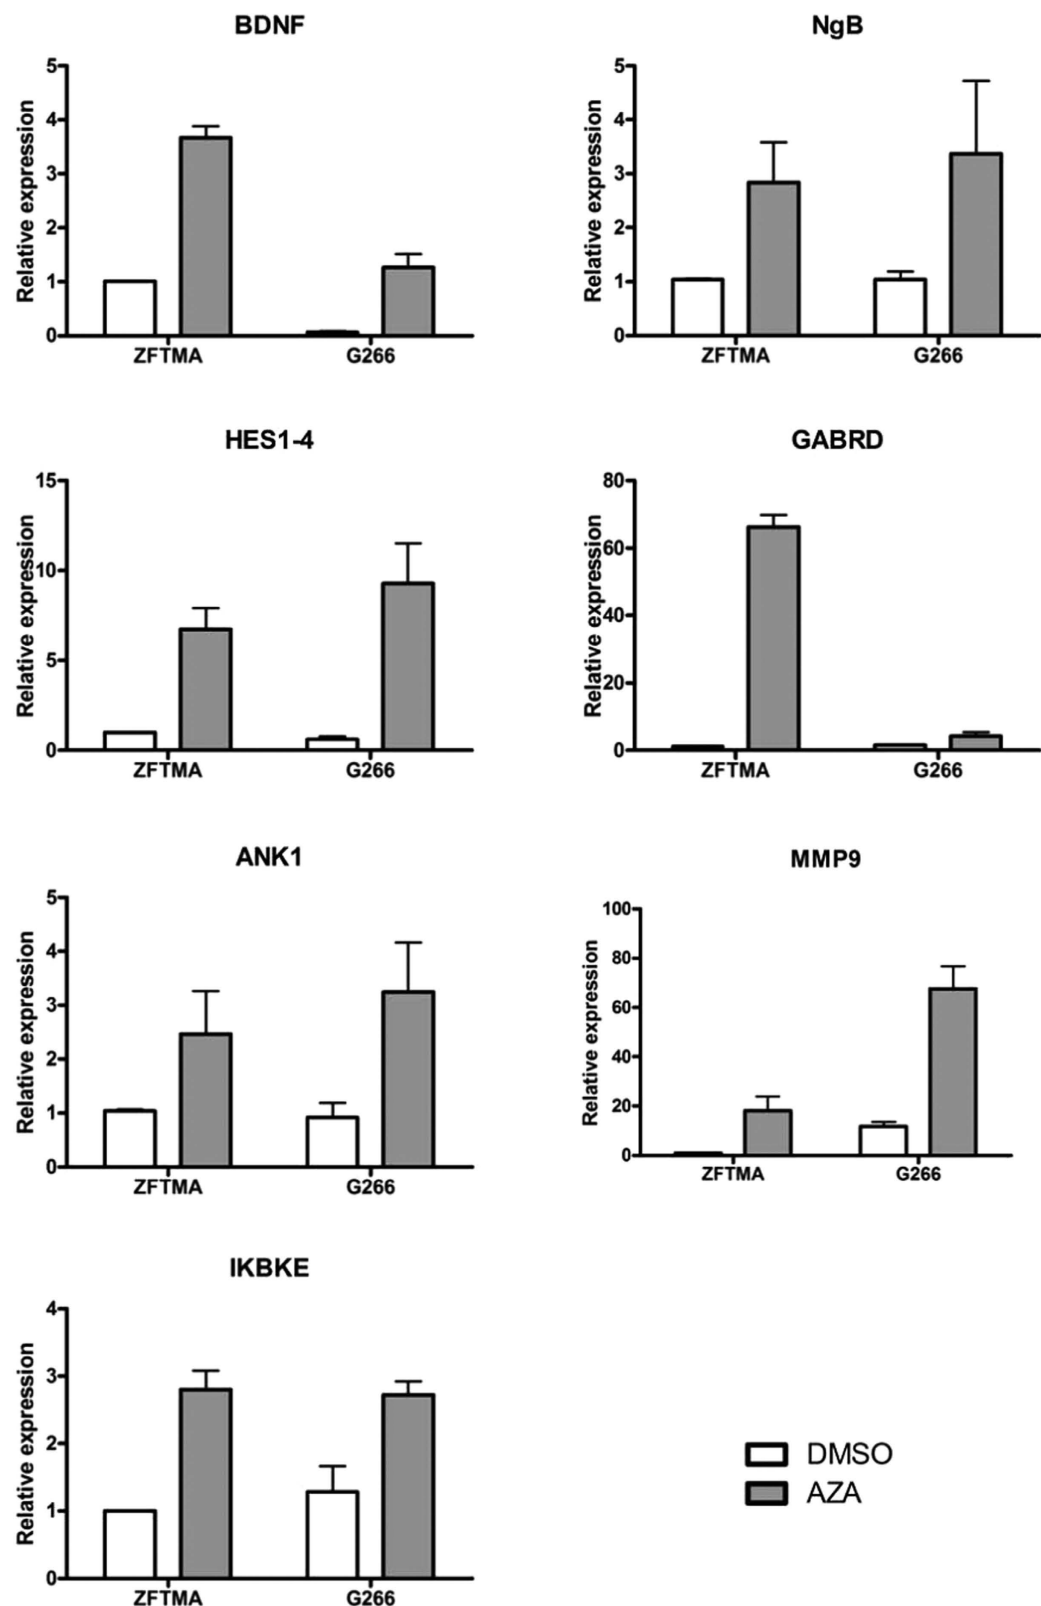 BDNF
Relative expression
5
4
3
2
1
0
ZFTMA
G266
NgB
Relative expression
5
4
3
2
1
0
ZFTMA
G266
HES1-4
Relative expression
15
10
5
0
ZFTMA
G266
GABRD
Relative expression
80
60
40
20
0
ZFTMA
G266
ANK1
Relative expression
5
4
3
2
1
0
ZFTMA
G266
MMP9
Relative expression
100
80
60
40
20
0
ZFTMA
G266
IKBKE
Relative expression
4
3
2
1
0
ZFTMA
G266
DMSO
AZA